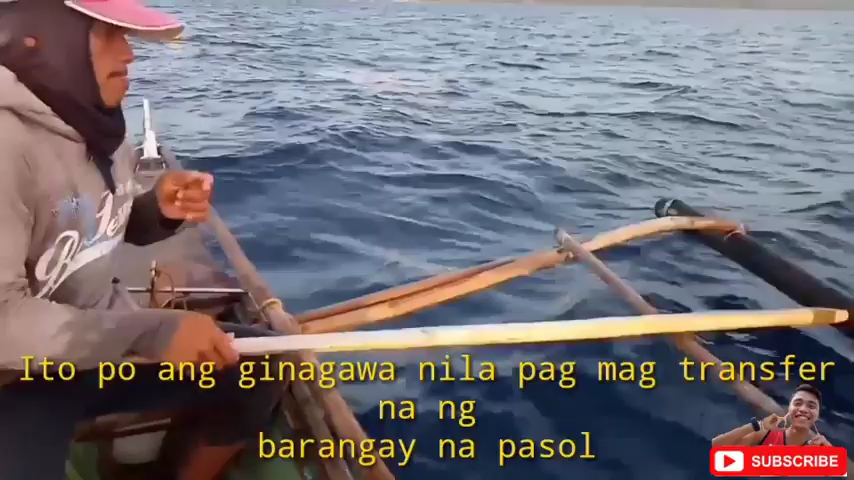 Ito po ang ginagawa nila pag mag transfer
na ng
barangay na pasol
SUBSCRIBE